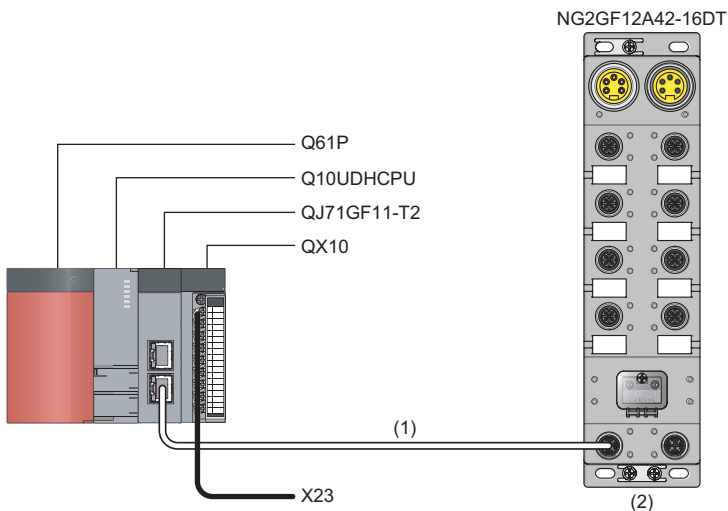 NG2GF12A42-16DT
Q61P
Q10UDHCPU
QJ71GF11-T2
QX10
(1)
X23
(2)